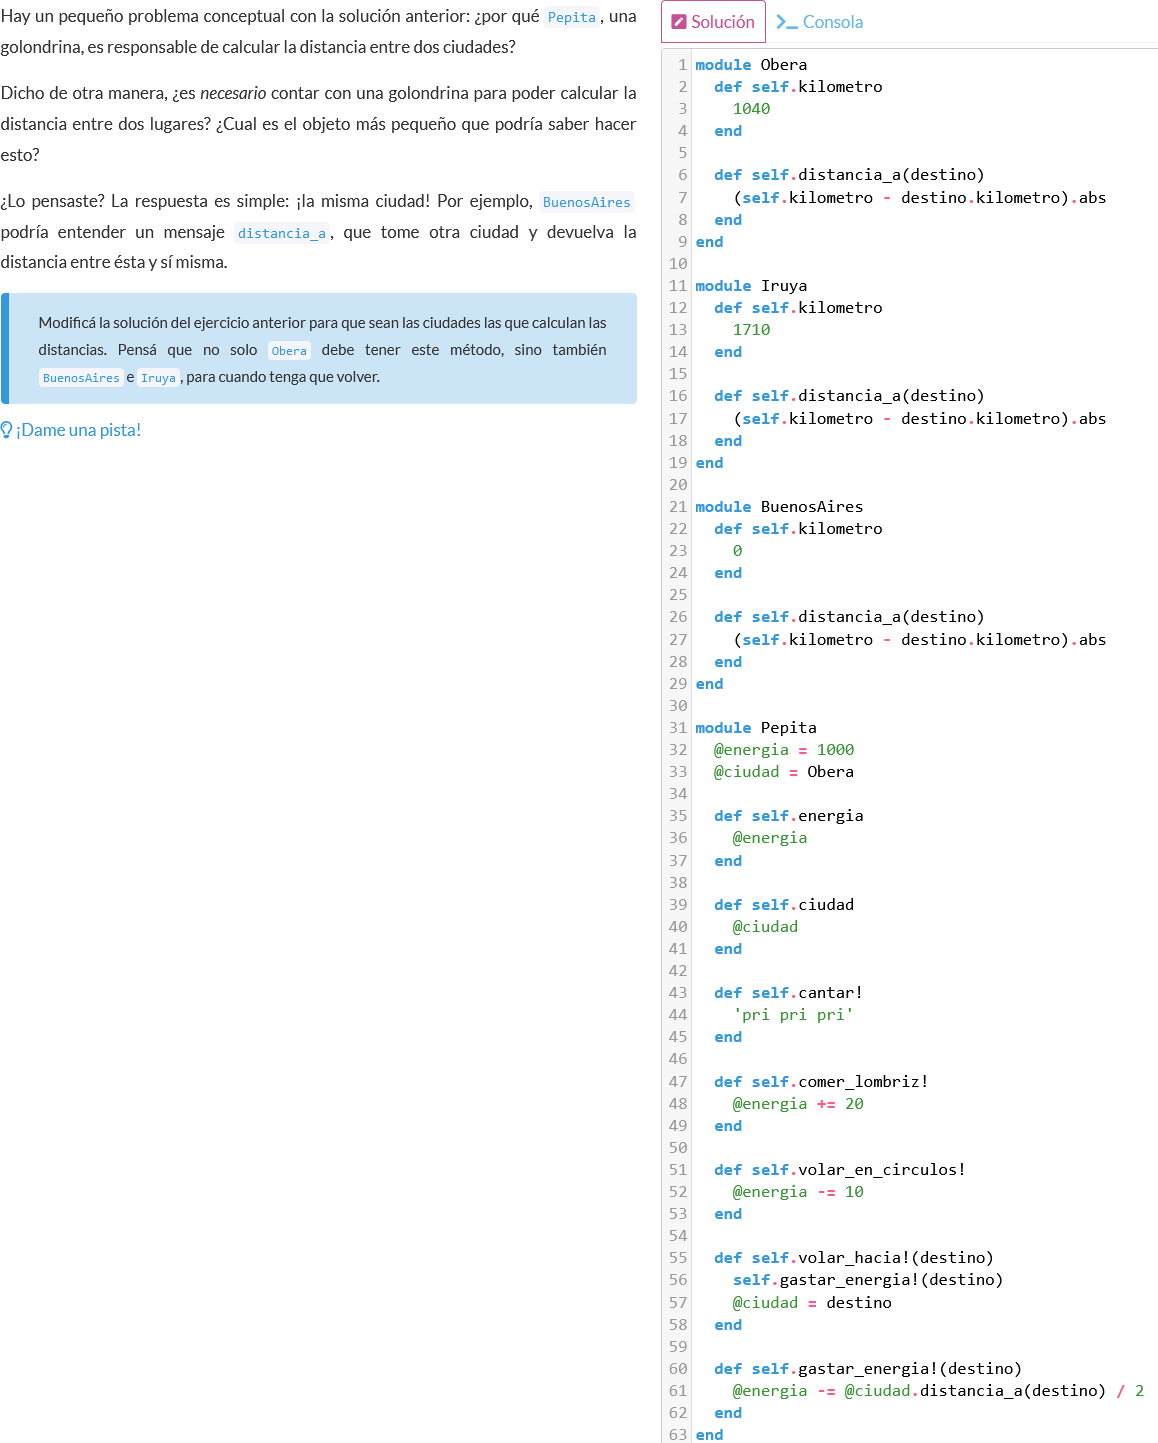 Hay un pequeño problema conceptual con la solución anterior: ¿por qué Pepita, una
golondrina, es responsable de calcular la distancia entre dos ciudades?
Dicho de otra manera, ¿es necesario contar con una golondrina para poder calcular la
distancia entre dos lugares? ¿Cual es el objeto más pequeño que podría saber hacer
esto?
¿Lo pensaste? La respuesta es simple: ¡la misma ciudad! Por ejemplo, BuenosAires
podría entender un mensaje distancia_a, que tome otra ciudad y devuelva la
distancia entre ésta y sí misma.
Modificá la solución del ejercicio anterior para que sean las ciudades las que calculan las
distancias. Pensá que no solo Obera debe tener este método, sino también
BuenosAires e Iruya, para cuando tenga que volver.
¡Dame una pista!
Solución
Consola
1 module Obera
2   def self.kilometro
3     1040
4   end
5
6   def self.distancia_a(destino)
7     (self.kilometro - destino.kilometro).abs
8   end
9 end
10
11 module Iruya
12   def self.kilometro
13     1710
14   end
15
16   def self.distancia_a(destino)
17     (self.kilometro - destino.kilometro).abs
18   end
19 end
20
21 module BuenosAires
22   def self.kilometro
23     0
24   end
25
26   def self.distancia_a(destino)
27     (self.kilometro - destino.kilometro).abs
28   end
29 end
30
31 module Pepita
32   @energia = 1000
33   @ciudad = Obera
34
35   def self.energia
36     @energia
37   end
38
39   def self.ciudad
40     @ciudad
41   end
42
43   def self.cantar!
44     'pri pri pri'
45   end
46
47   def self.comer_lombriz!
48     @energia += 20
49   end
50
51   def self.volar_en_circulos!
52     @energia -= 10
53   end
54
55   def self.volar_hacia!(destino)
56     self.gastar_energia!(destino)
57     @ciudad = destino
58   end
59
60   def self.gastar_energia!(destino)
61     @energia -= @ciudad.distancia_a(destino) / 2
62   end
63 end